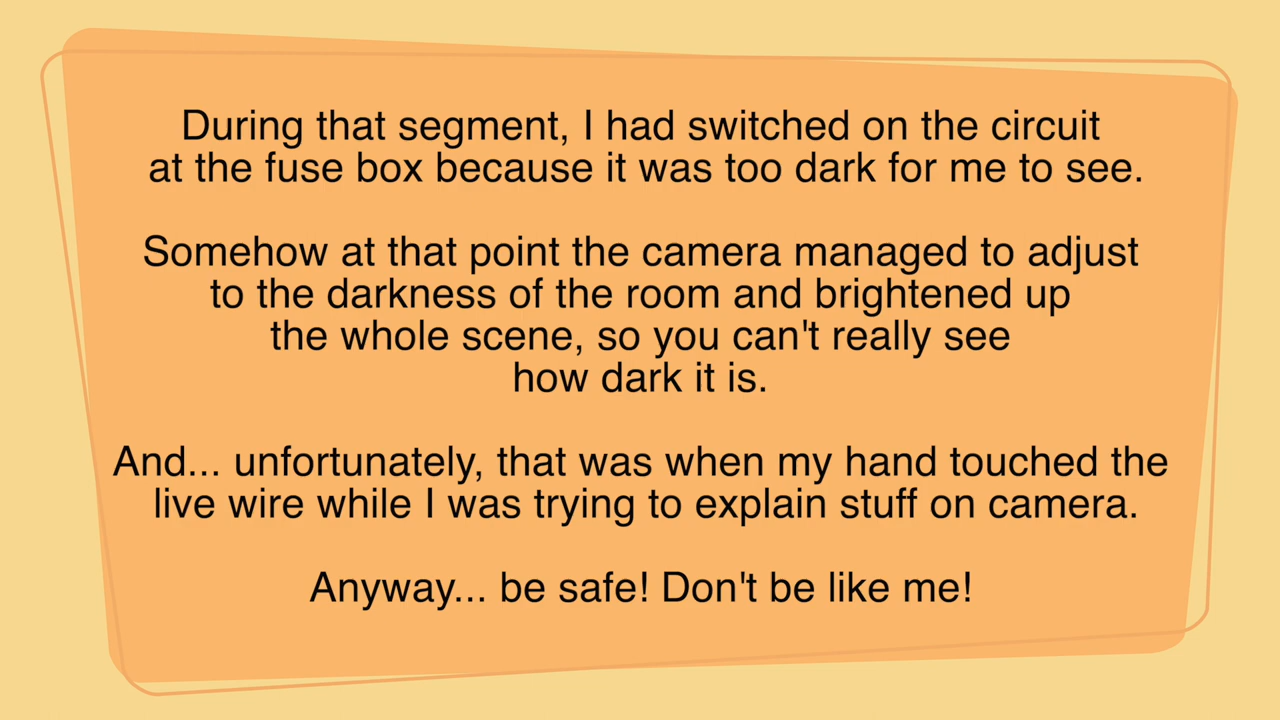 During that segment, I had switched on the circuit
at the fuse box because it was too dark for me to see.
Somehow at that point the camera managed to adjust
to the darkness of the room and brightened up
the whole scene, so you can't really see
how dark it is.
And... unfortunately, that was when my hand touched the
live wire while I was trying to explain stuff on camera.
Anyway... be safe! Don't be like me!